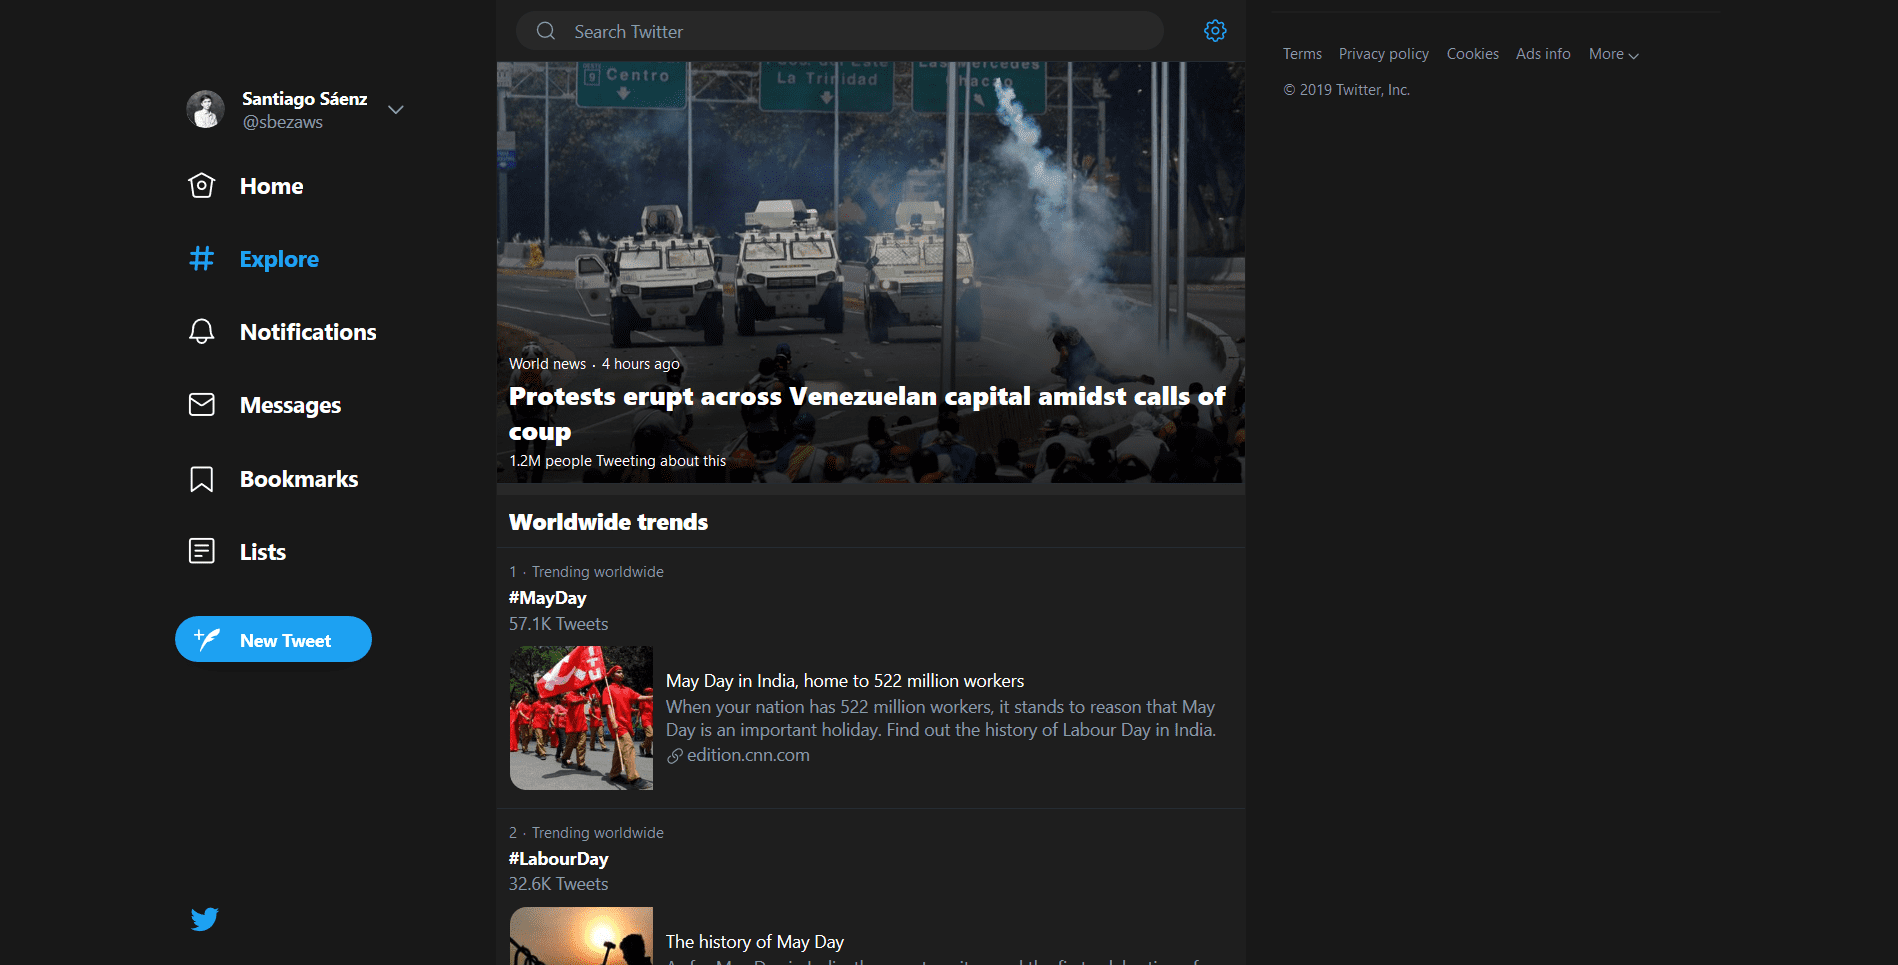 Santiago Sáenz
@sbezaws
Home
Explore
Notifications
Messages
Bookmarks
Lists
New Tweet
Search Twitter
9 Centro
La Trinidad
World news · 4 hours ago
Protests erupt across Venezuelan capital amidst calls of
coup
1.2M people Tweeting about this
Worldwide trends
1 · Trending worldwide
#MayDay
57.1K Tweets
May Day in India, home to 522 million workers
When your nation has 522 million workers, it stands to reason that May
Day is an important holiday. Find out the history of Labour Day in India.
edition.cnn.com
2 · Trending worldwide
#LabourDay
32.6K Tweets
The history of May Day
Terms Privacy policy Cookies Ads info More
© 2019 Twitter, Inc.